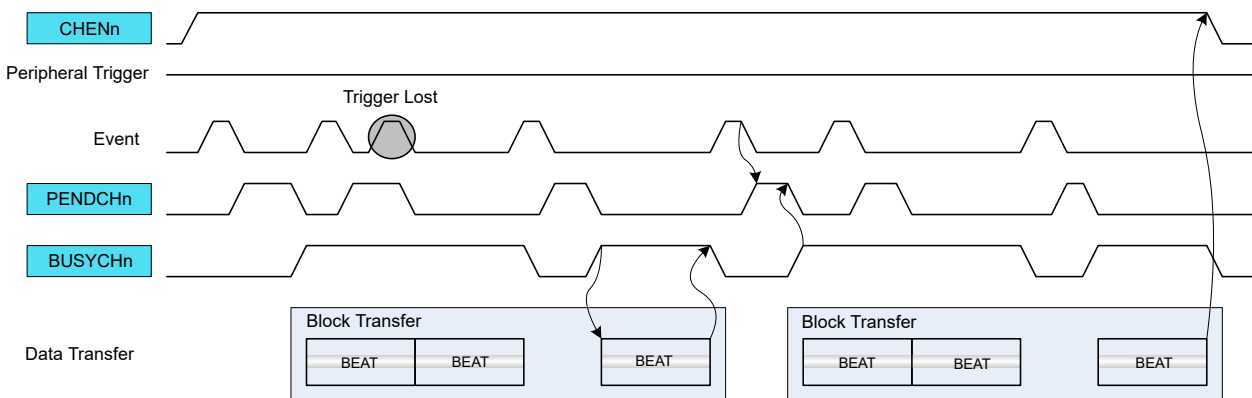 CHENn
Peripheral Trigger
Trigger Lost
Event
PENDCHn
BUSYCHn
Data Transfer
Block Transfer
BEAT
BEAT
BEAT
Block Transfer
BEAT
BEAT
BEAT